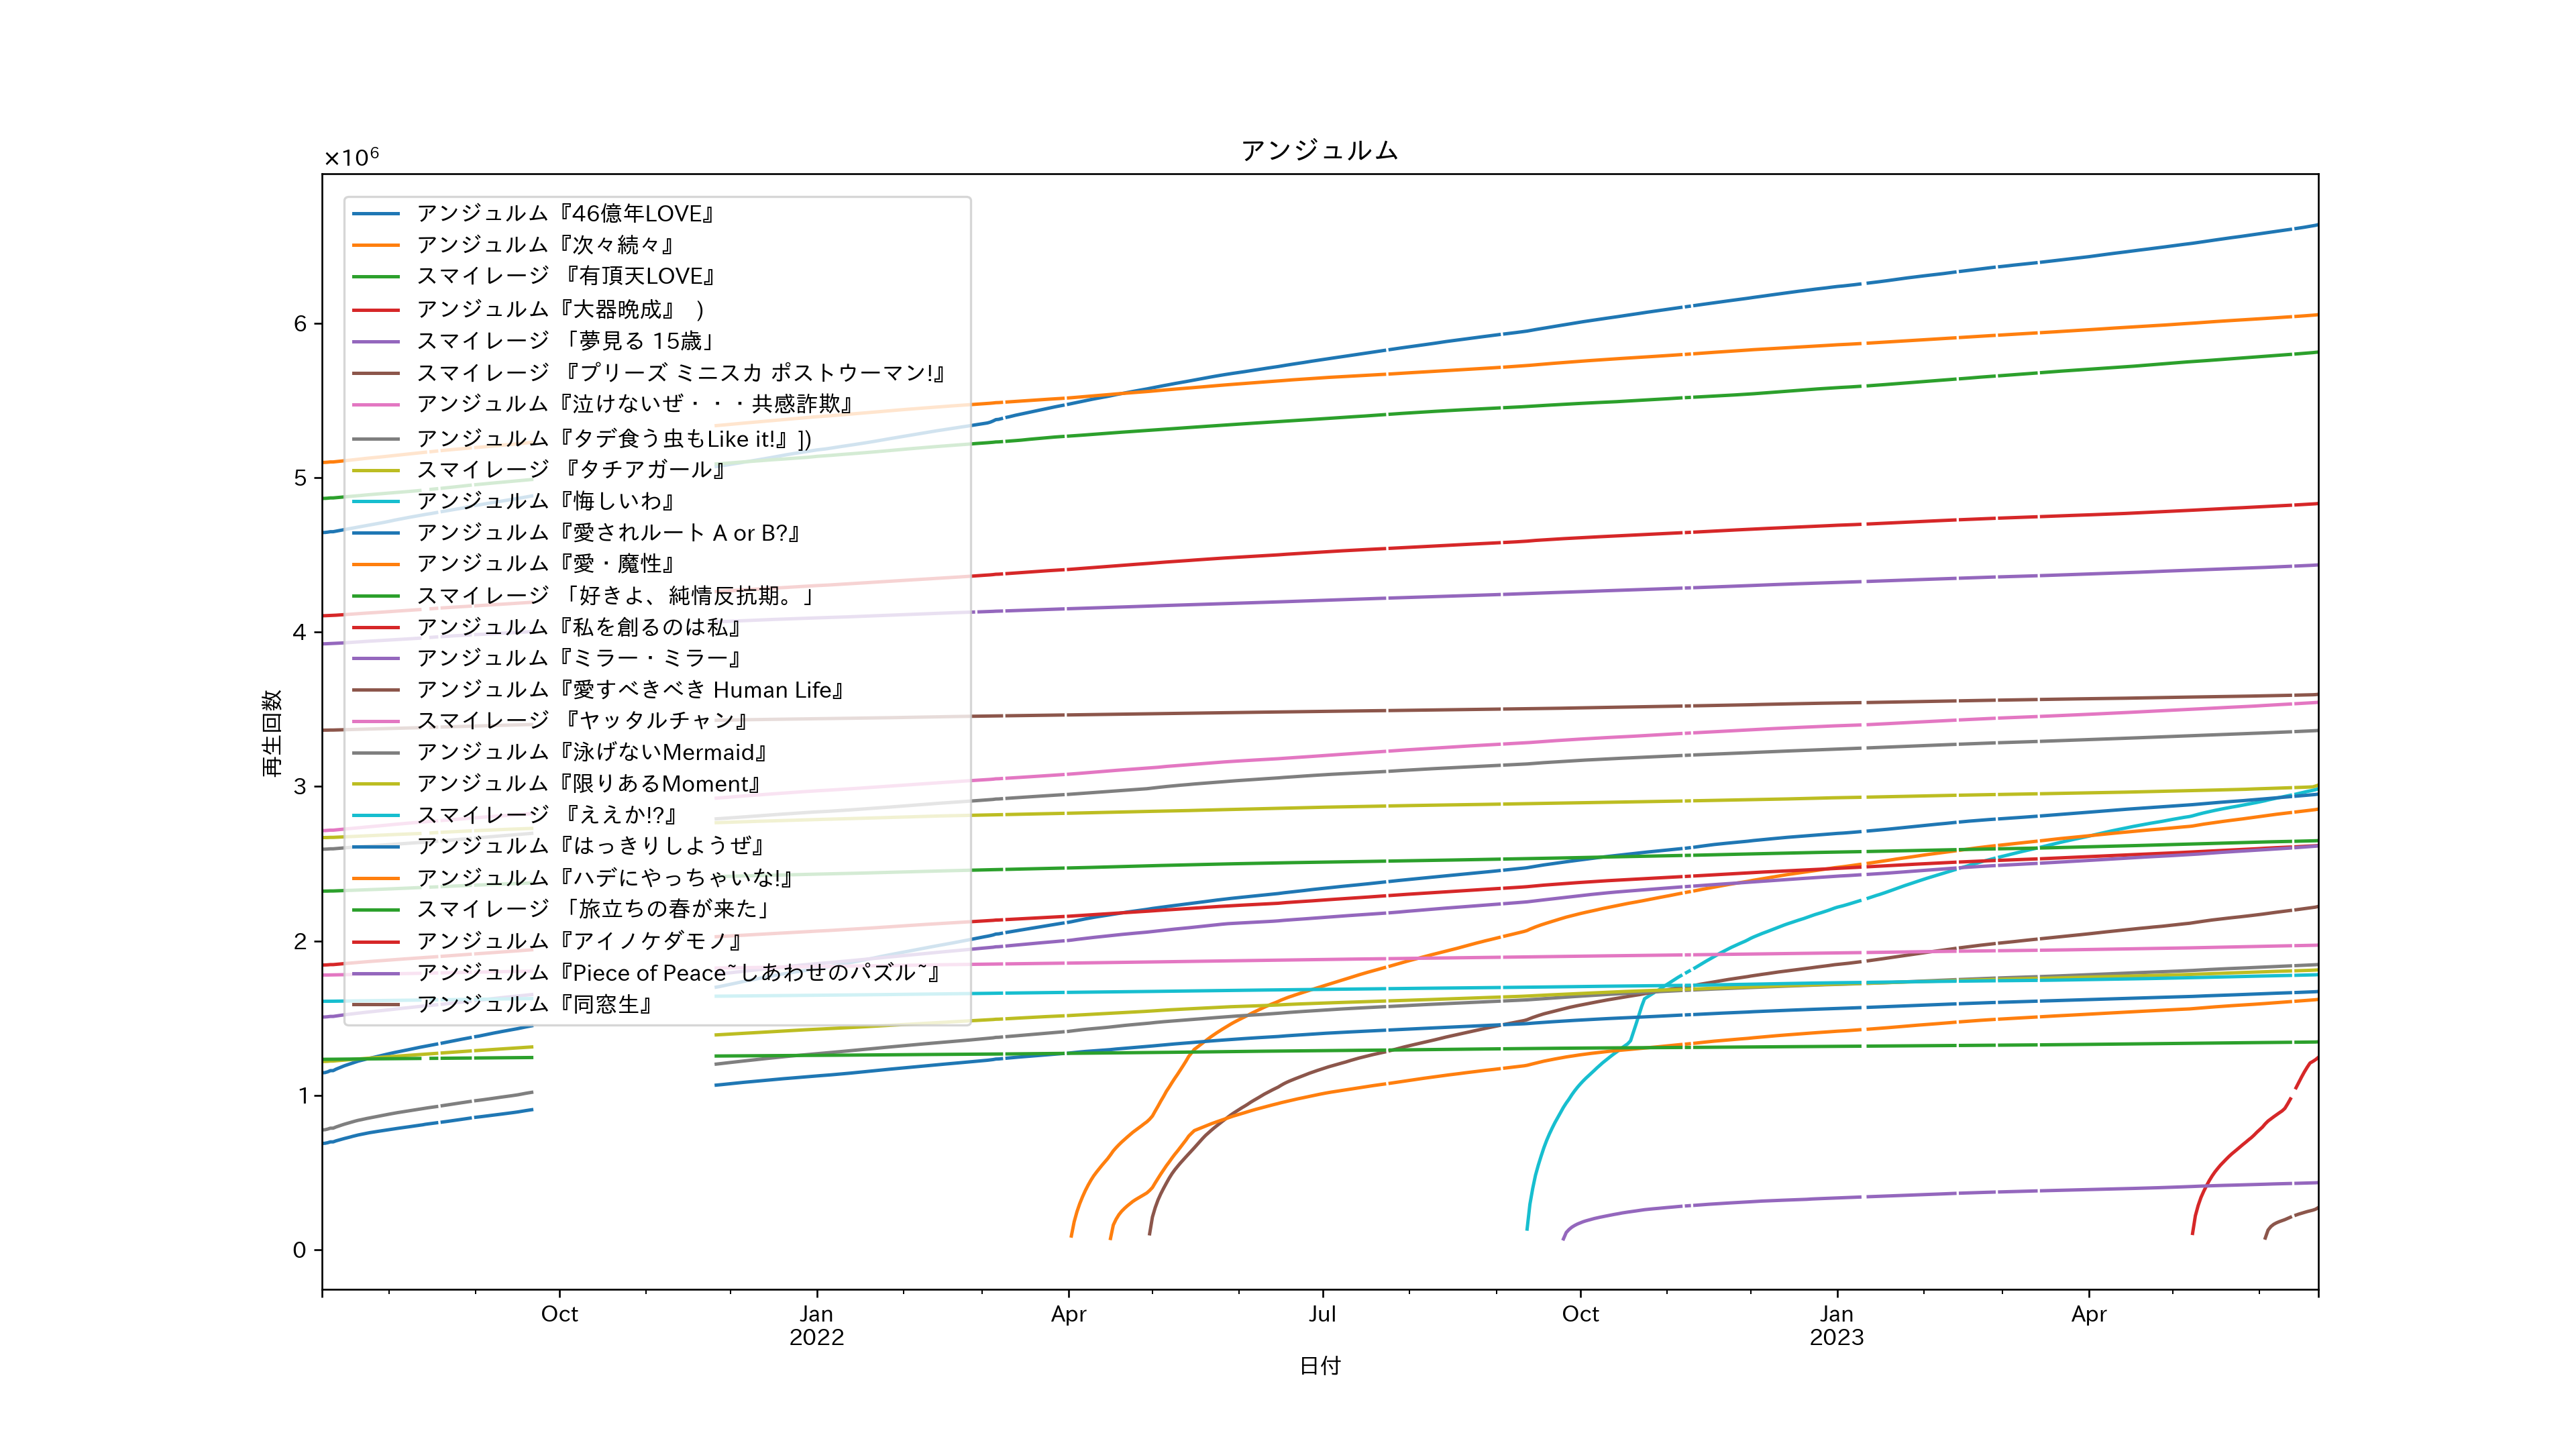 アンジュルム
×10⁶
アンジュルム『46億年LOVE』
アンジュルム『次々続々』
スマイレージ 『有頂天LOVE』
アンジュルム『大器晩成』 )
スマイレージ 「夢見る 15歳」
スマイレージ 『プリーズ ミニスカ ポストウーマン!』
アンジュルム『泣けないぜ・・・共感詐欺』
アンジュルム『タデ食う虫もLike it!』])
スマイレージ 『タチアガール』
アンジュルム『悔しいわ』
アンジュルム『愛されルート A or B?』
アンジュルム『愛・魔性』
スマイレージ 「好きよ、純情反抗期。」
アンジュルム『私を創るのは私』
アンジュルム『ミラー・ミラー』
アンジュルム『愛すべきべき Human Life』
スマイレージ 『ヤッタルチャン』
アンジュルム『泳げないMermaid』
アンジュルム『限りあるMoment』
スマイレージ 『ええか!?』
アンジュルム『はっきりしようぜ』
アンジュルム『ハデにやっちゃいな!』
スマイレージ 「旅立ちの春が来た」
アンジュルム『アイノケダモノ』
アンジュルム『Piece of Peace~しあわせのパズル~』
アンジュルム『同窓生』
6
5
4
3
2
1
0
再生回数
Oct Jan Apr Jul Oct Jan Apr
2022 2023
日付